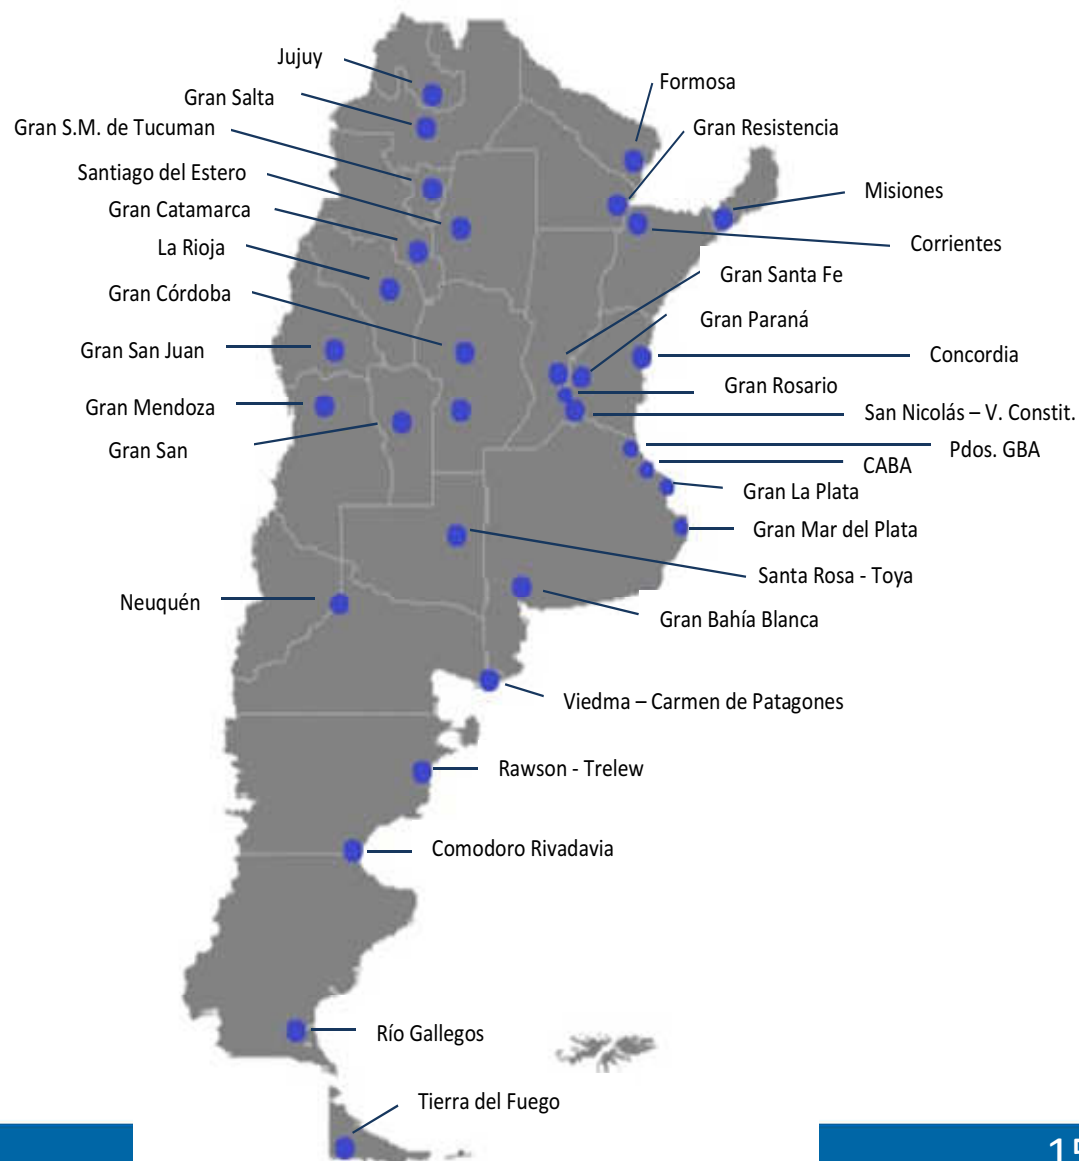 Jujuy
Gran Salta
Gran S.M. de Tucuman
Santiago del Estero
Gran Catamarca
La Rioja
Gran Córdoba
Gran San Juan
Gran Mendoza
Gran San
Neuquén
Formosa
Gran Resistencia
Misiones
Corrientes
Gran Santa Fe
Gran Paraná
Concordia
Gran Rosario
San Nicolás – V. Constit.
Pdos. GBA
CABA
Gran La Plata
Gran Mar del Plata
Santa Rosa - Toya
Gran Bahía Blanca
Viedma – Carmen de Patagones
Rawson - Trelew
Comodoro Rivadavia
Río Gallegos
Tierra del Fuego